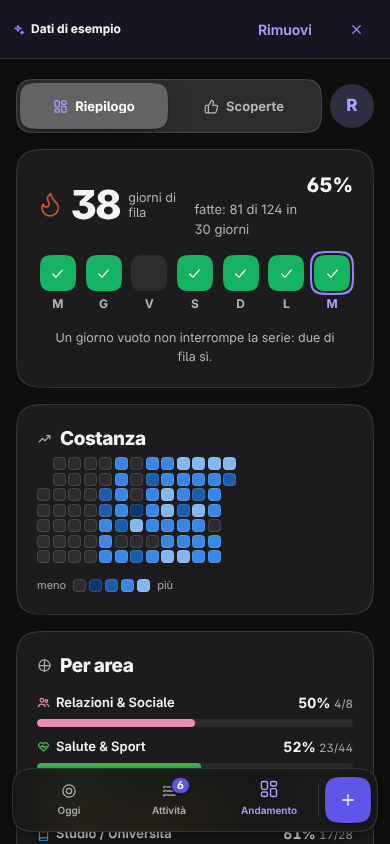 Dati di esempio
Rimuovi
Riepilogo
Scoperte
R
38
giorni di
fila
65%
fatte: 81 di 124 in
30 giorni
M G V S D L M
Un giorno vuoto non interrompe la serie: due di
fila sì.
Costanza
meno
più
Per area
Relazioni & Sociale
50% 4/8
Salute & Sport
52% 23/44
Studio / Università
61% 17/28
Oggi
6
Attività
Andamento